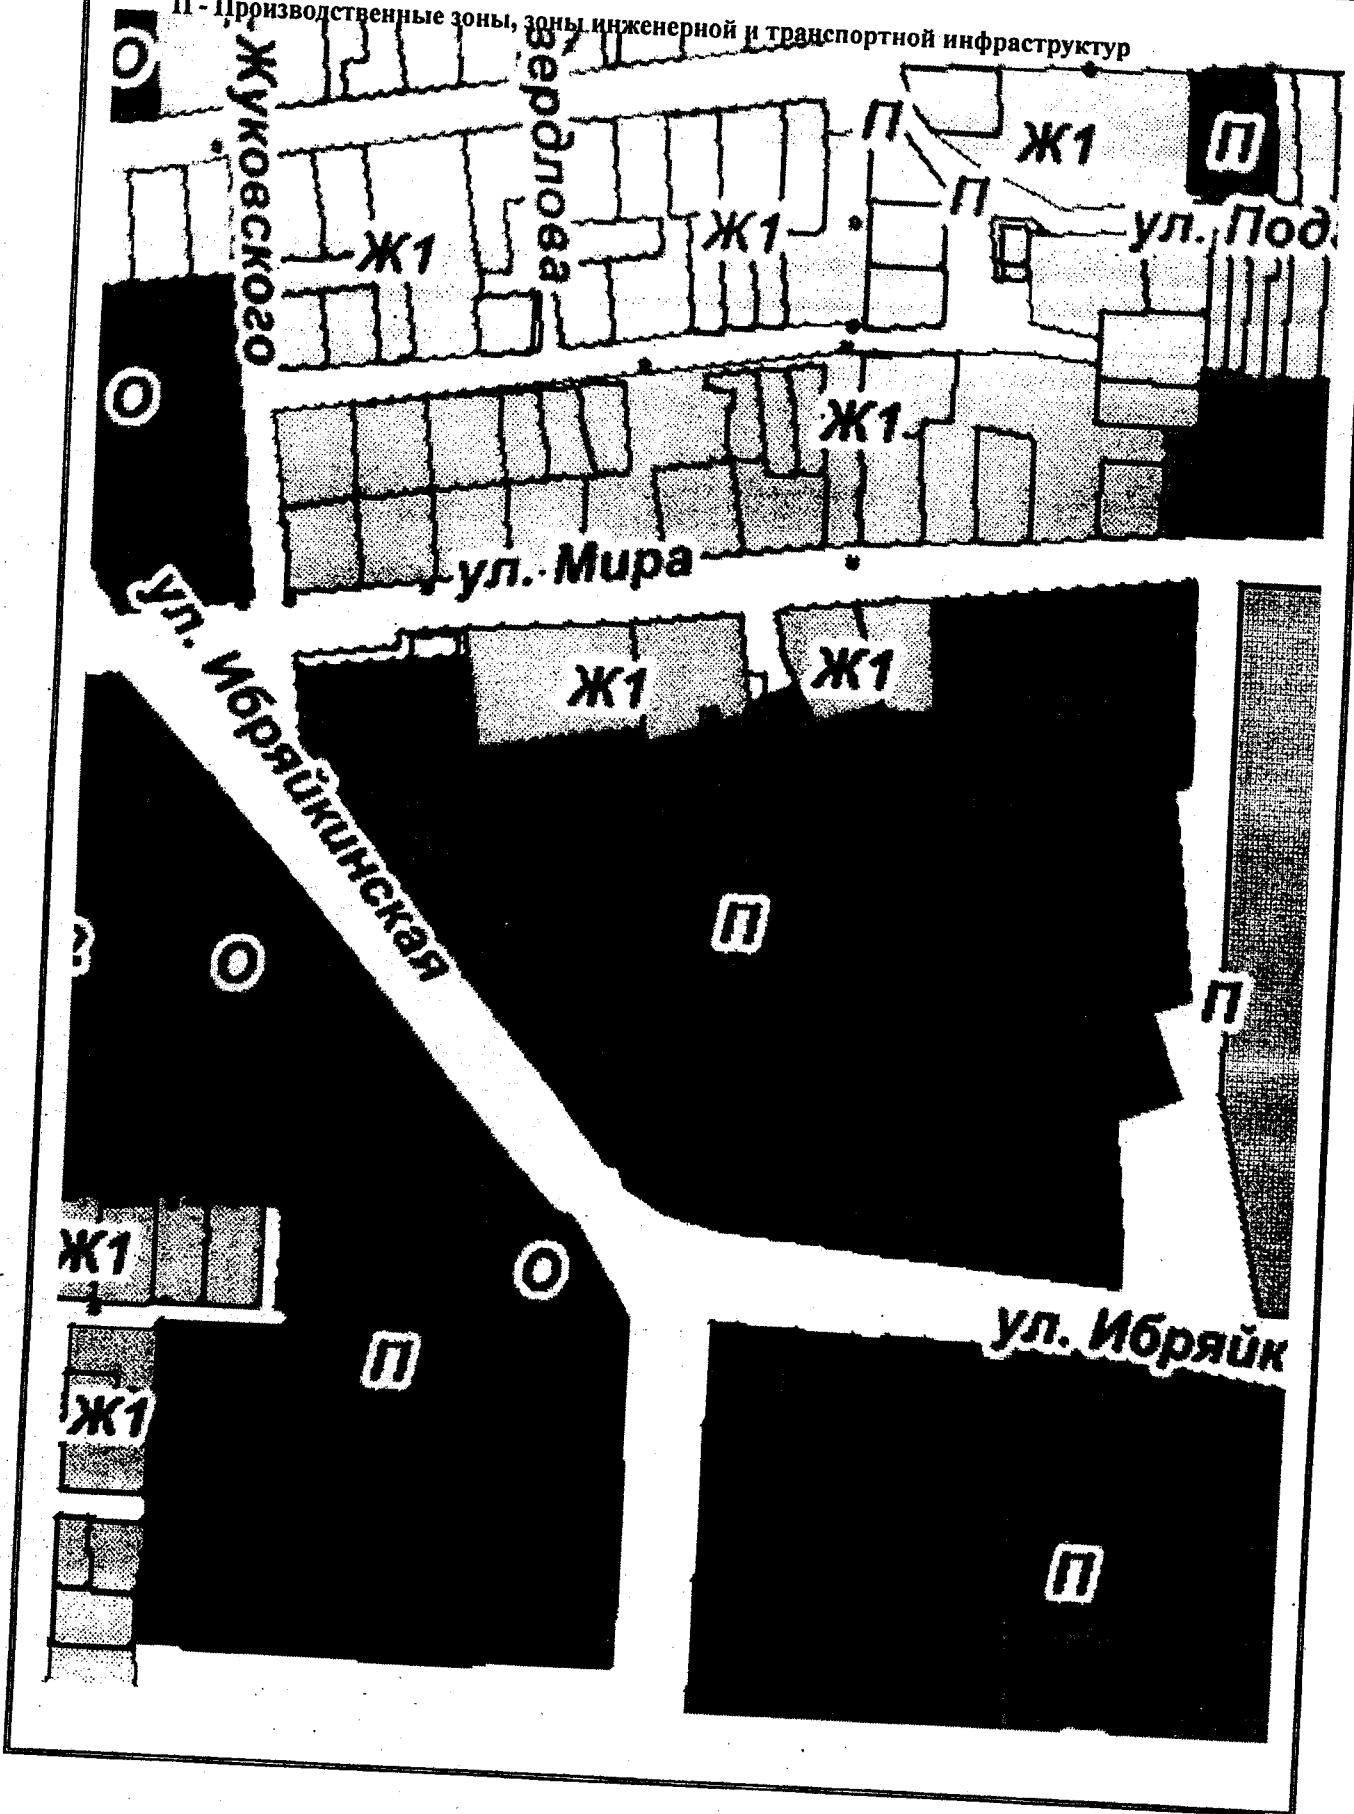 П - Производственные зоны, зоны инженерной и транспортной инфраструктур
О
Жуковского
П
Ж1
П
П
ул. Под
Ж1
Ж1
О
Ж1
ул. Мира
ул. Ибряйкинская
Ж1
Ж1
П
О
П
Ж1
О
ул. Ибряйк
П
Ж1
П